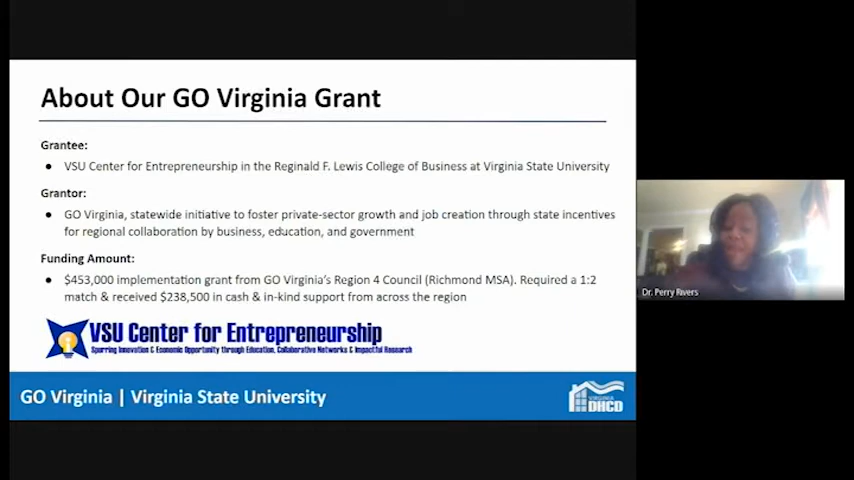 About Our GO Virginia Grant
Grantee:
● VSU Center for Entrepreneurship in the Reginald F. Lewis College of Business at Virginia State University
Grantor:
● GO Virginia, statewide initiative to foster private-sector growth and job creation through state incentives
for regional collaboration by business, education, and government
Funding Amount:
● $453,000 implementation grant from GO Virginia's Region 4 Council (Richmond MSA). Required a 1:2
match & received $238,500 in cash & in-kind support from across the region
VSU Center for Entrepreneurship
Spurring Innovation & Economic Opportunity through Education, Collaborative Networks & Impactful Research
GO Virginia | Virginia State University
VIRGINIA
DHCD
Dr. Perry Rivers